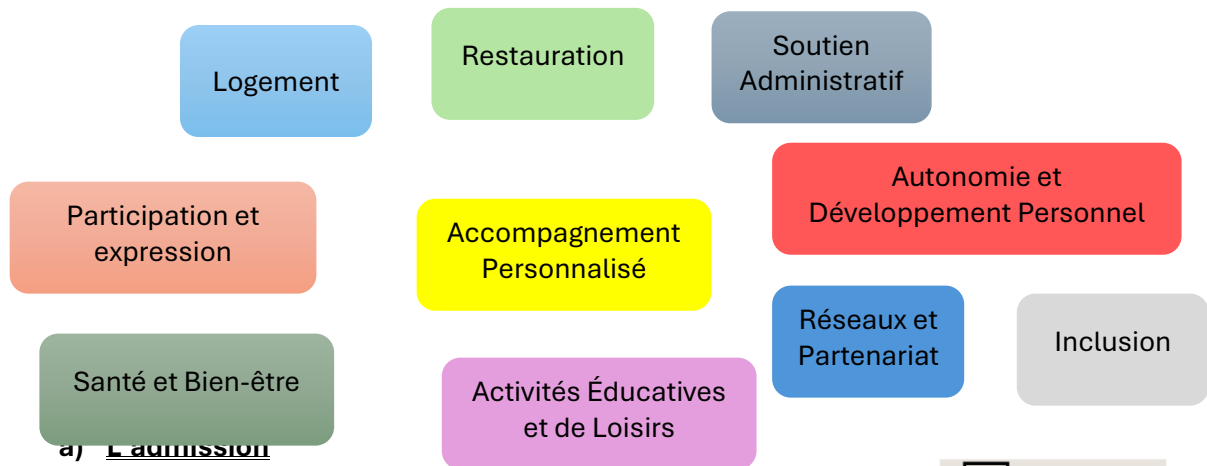 Logement
Restauration
Soutien
Administratif
Participation et
expression
Accompagnement
Personnalisé
Autonomie et
Développement Personnel
Réseaux et
Partenariat
Inclusion
Santé et Bien-être
Activités Éducatives
et de Loisirs
a) L'admission